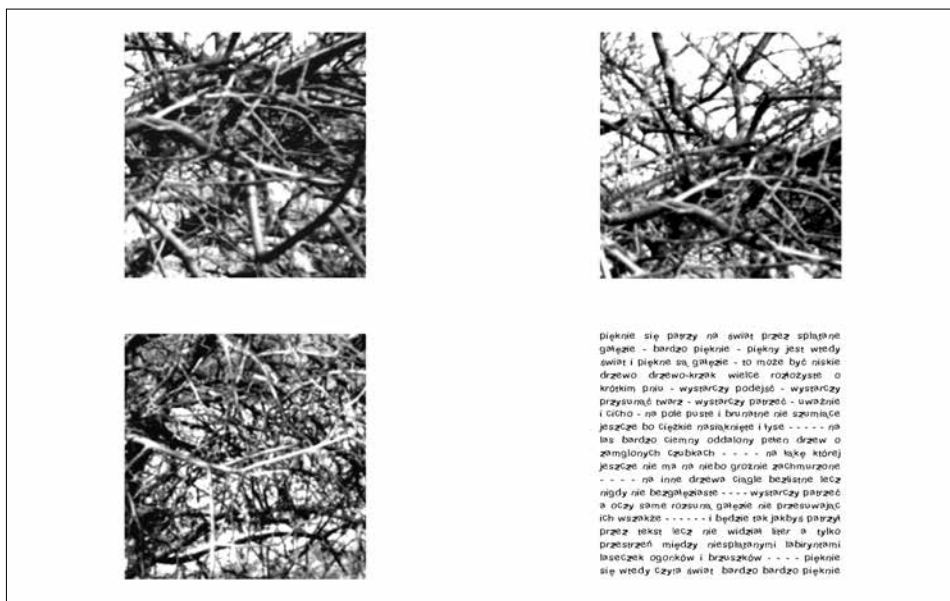 pięknie się patrzy na świat przez splątane
gałęzie - bardzo pięknie - piękny jest wtedy
świat i piękne są gałęzie - to może być niskie
drzewo drzewo-krzak wielce rozłożyste o
krótkim pniu - wystarczy podejść - wystarczy
przysunąć twarz - wystarczy patrzeć - uważnie
i cicho - na pole puste i brunatne nie szumiące
jeszcze bo ciężkie nasiąknięte i łyse - - - - - na
las bardzo ciemny oddalony pełen drzew o
zamglonych czubkach - - - - na łąkę której
jeszcze nie ma na niebo groźnie zachmurzone
- - - - na inne drzewa ciągle bezlistne lecz
nigdy nie bezgałęziaste - - - - wystarczy patrzeć
a oczy same rozsuną gałęzie nie przesuwając
ich wszakże - - - - - - i będzie tak jakbyś patrzył
przez tekst lecz nie widział liter a tylko
przestrzeń między niesplątanymi labiryntami
laseczek ogonków i brzuszków - - - - pięknie
się wtedy czyta świat bardzo bardzo pięknie